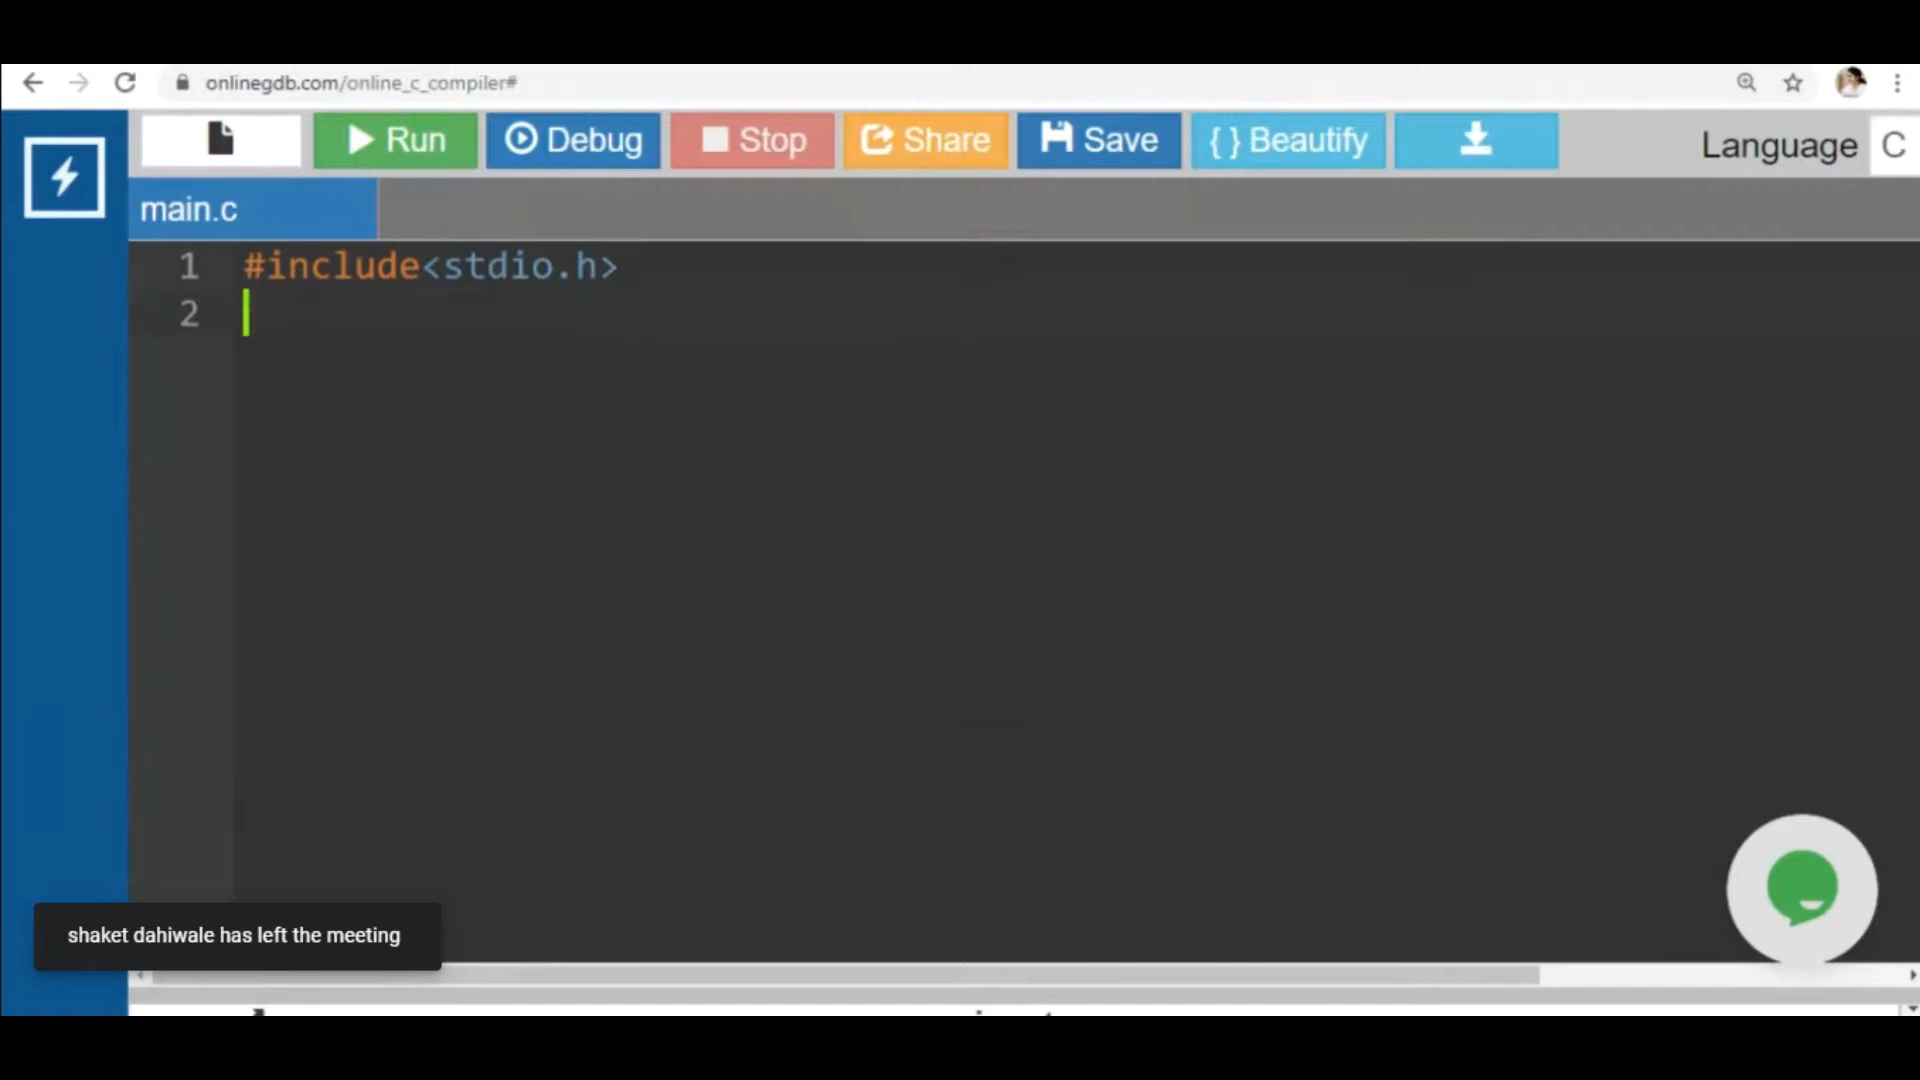 onlinegdb.com/online_c_compiler#
Run Debug Stop Share Save { } Beautify Language C
main.c
1 #include<stdio.h>
2
shaket dahiwale has left the meeting